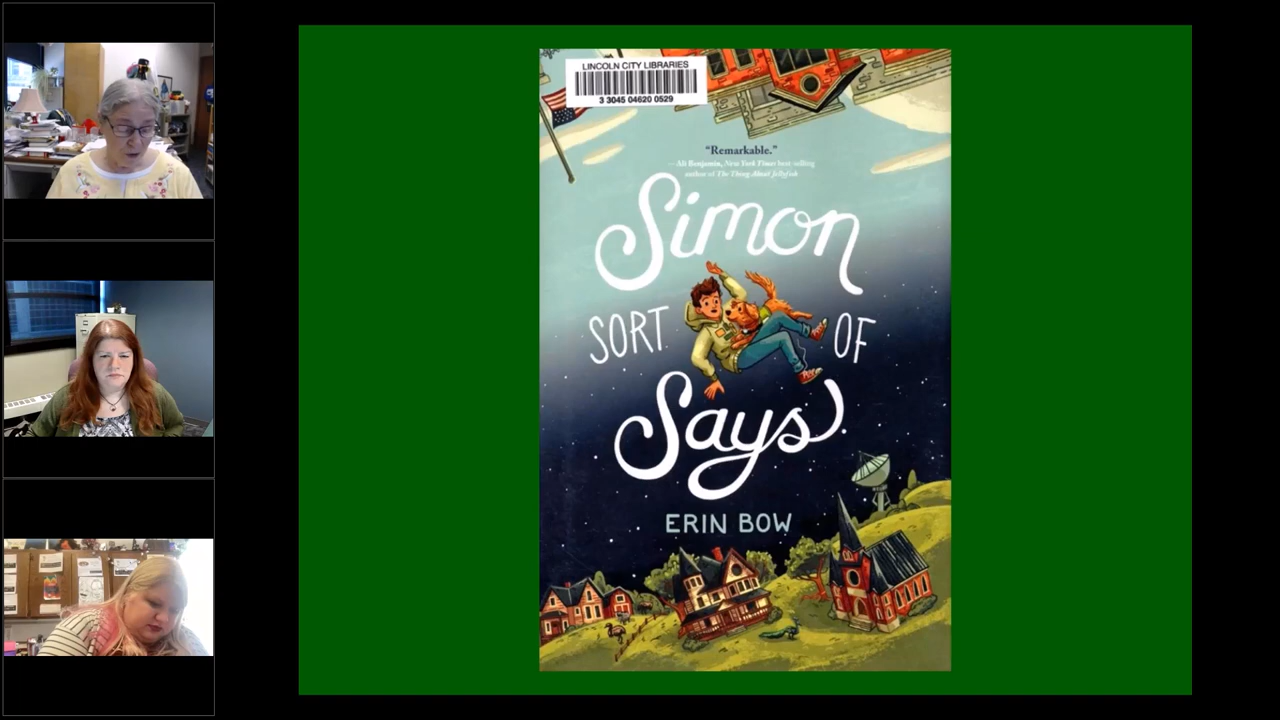 LINCOLN CITY LIBRARIES
3 3045 04620 0529
“Remarkable.”
—Ali Benjamin, New York Times best-selling
author of The Thing About Jellyfish
Simon
SORT OF
Says
ERIN BOW